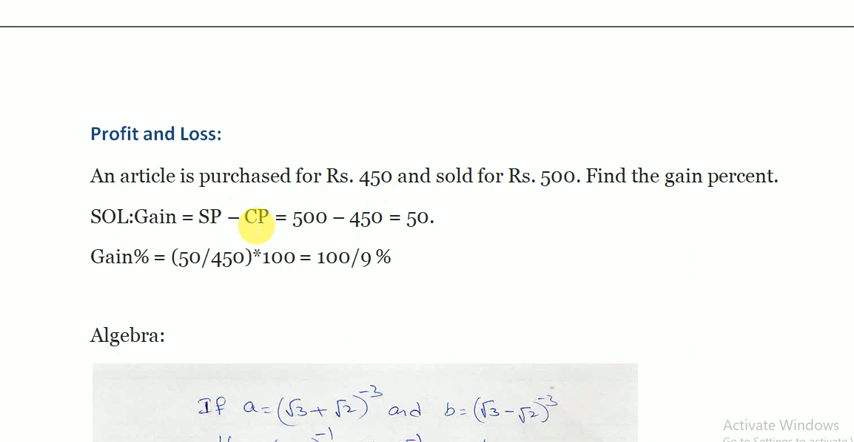 Profit and Loss:
An article is purchased for Rs. 450 and sold for Rs. 500. Find the gain percent.
SOL:Gain = SP – CP = 500 – 450 = 50.
Gain% = (50/450)*100 = 100/9 %
Algebra:
If a=(√3+√2)^-3 and b=(√3-√2)^-3
Activate Windows